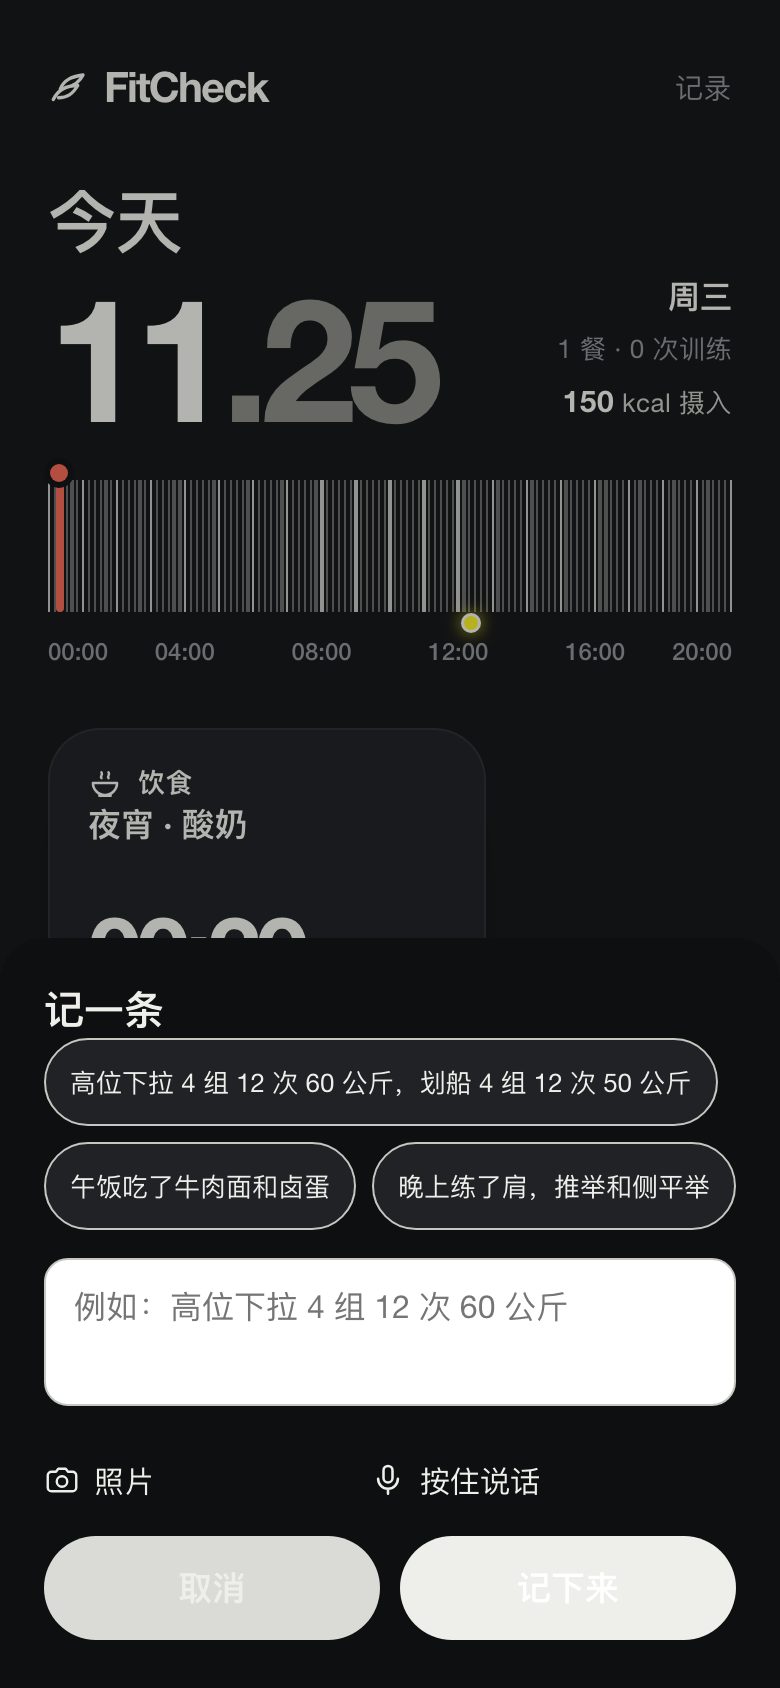 FitCheck
记录
今天
11.25
周三
1 餐 · 0 次训练
150 kcal 摄入
00:00 04:00 08:00 12:00 16:00 20:00
饮食
夜宵 · 酸奶
记一条
高位下拉 4 组 12 次 60 公斤，划船 4 组 12 次 50 公斤
午饭吃了牛肉面和卤蛋
晚上练了肩，推举和侧平举
例如：高位下拉 4 组 12 次 60 公斤
照片
按住说话
取消
记下来